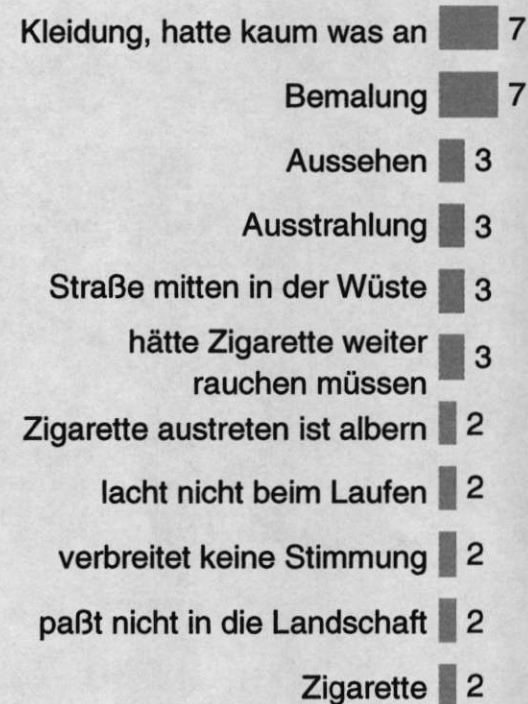 Kleidung, hatte kaum was an 7
Bemalung 7
Aussehen 3
Ausstrahlung 3
Straße mitten in der Wüste 3
hätte Zigarette weiter
rauchen müssen 3
Zigarette austreten ist albern 2
lacht nicht beim Laufen 2
verbreitet keine Stimmung 2
paßt nicht in die Landschaft 2
Zigarette 2